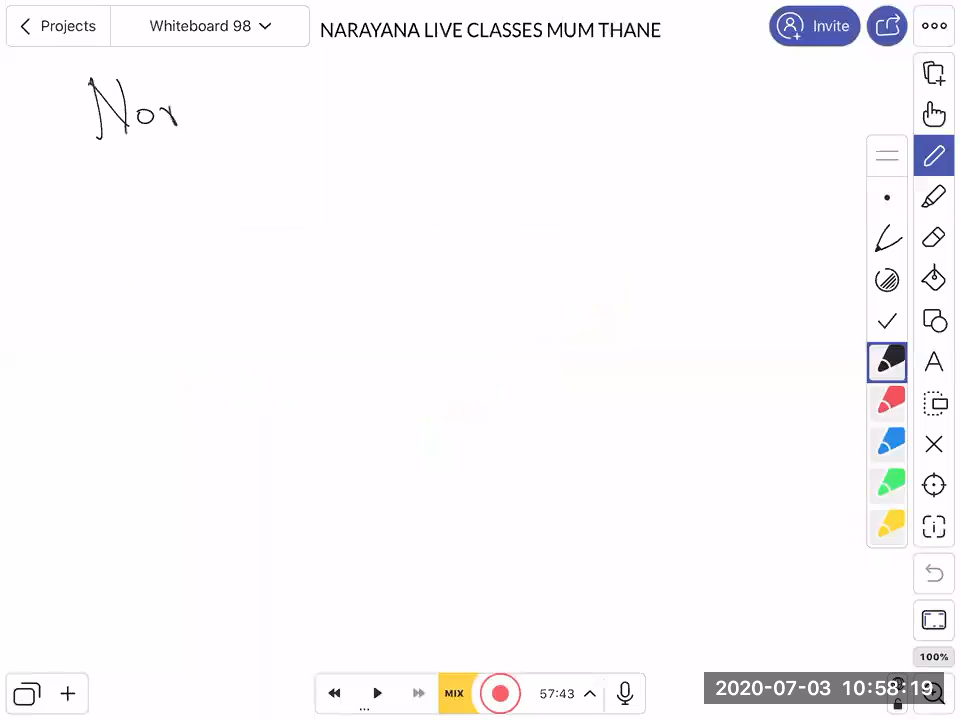 Projects
Whiteboard 98
NARAYANA LIVE CLASSES MUM THANE
Invite
Nor
A
100%
MIX
57:43
2020-07-03 10:58:19